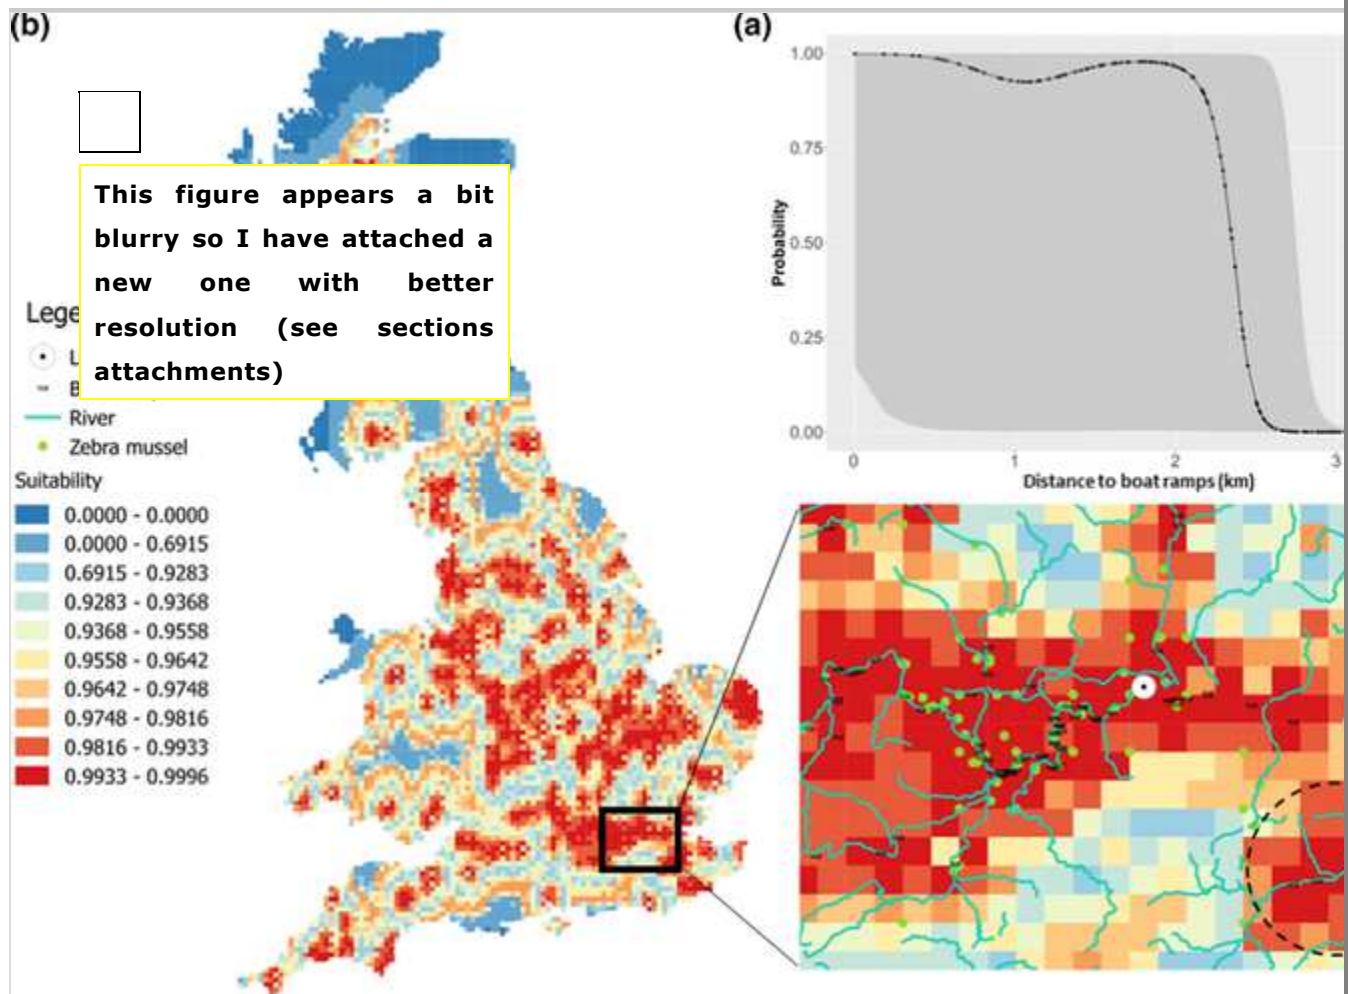 (b)
(a)
This figure appears a bit
blurry so I have attached a
new one with better
resolution (see sections
attachments)
Lege
L
B
River
Zebra mussel
Suitability
0.0000 - 0.0000
0.0000 - 0.6915
0.6915 - 0.9283
0.9283 - 0.9368
0.9368 - 0.9558
0.9558 - 0.9642
0.9642 - 0.9748
0.9748 - 0.9816
0.9816 - 0.9933
0.9933 - 0.9996
1.00
0.75
0.50
0.25
0.00
Probability
0
1
2
3
Distance to boat ramps (km)